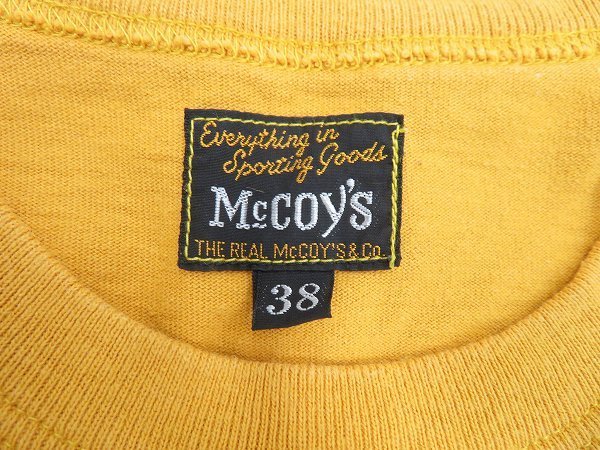 Everything in
Sporting Goods
McCOY'S
THE REAL McCOY'S & Co.
38